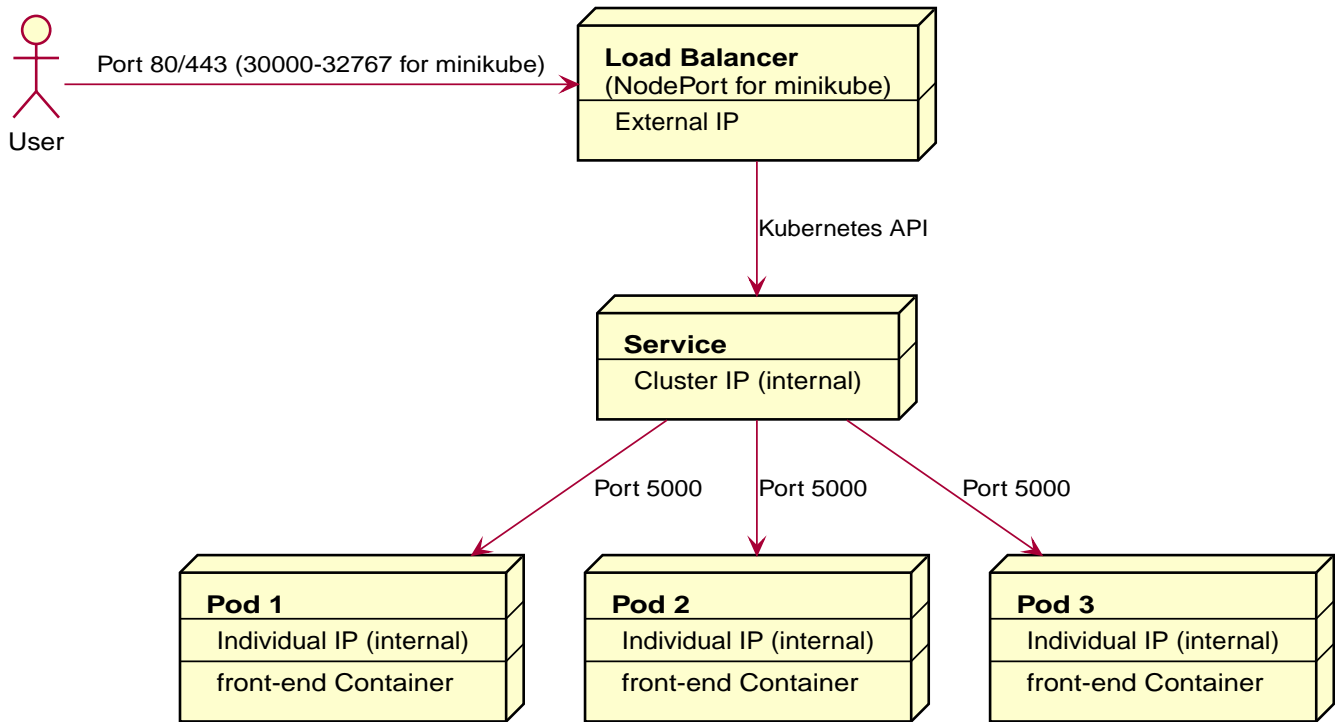 Port 80/443 (30000-32767 for minikube)
User
Load Balancer
(NodePort for minikube)
External IP
Kubernetes API
Service
Cluster IP (internal)
Port 5000
Port 5000
Port 5000
Pod 1
Individual IP (internal)
front-end Container
Pod 2
Individual IP (internal)
front-end Container
Pod 3
Individual IP (internal)
front-end Container